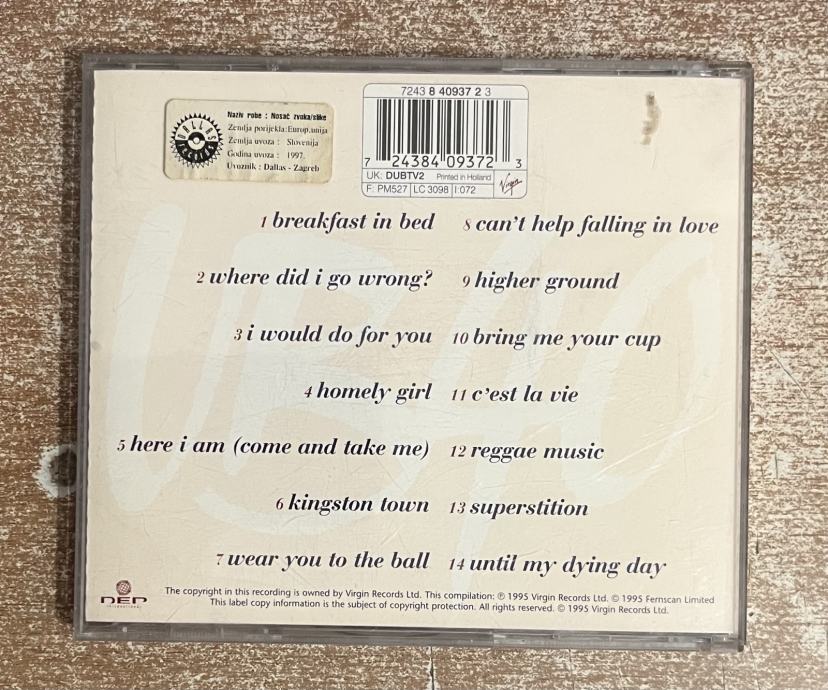 DALLAS
RECORDS
Naziv robe : Nosač zvuka/slike
Zemlja porijekla:Europ.unija
Zemlja uvoza : Slovenija
Godina uvoza : 1997.
Uvoznik : Dallas - Zagreb
7243 8 40937 2 3
7 24384 09372 3
UK: DUBTV2 Printed in Holland
F: PM527 LC 3098 I:072
Virgin
UB40
1 breakfast in bed
2 where did i go wrong?
3 i would do for you
4 homely girl
5 here i am (come and take me)
6 kingston town
7 wear you to the ball
8 can't help falling in love
9 higher ground
10 bring me your cup
11 c'est la vie
12 reggae music
13 superstition
14 until my dying day
DEP
INTERNATIONAL
The copyright in this recording is owned by Virgin Records Ltd. This compilation: ℗ 1995 Virgin Records Ltd. © 1995 Fernscan Limited
This label copy information is the subject of copyright protection. All rights reserved. © 1995 Virgin Records Ltd.